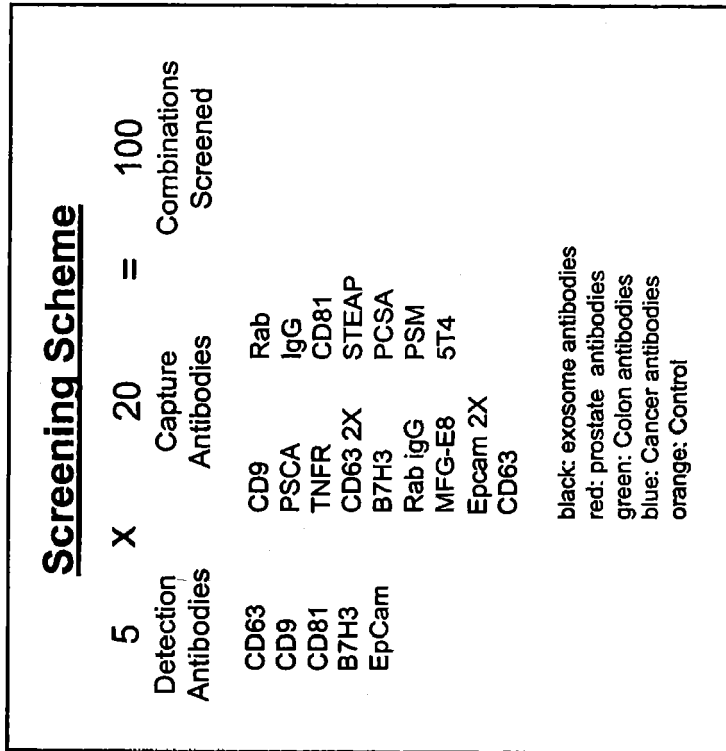 Screening Scheme
5 X 20 = 100
Detection Antibodies
Capture Antibodies
Combinations Screened
CD63
CD9
CD81
B7H3
EpCam
CD9
PSCA
TNFR
CD63 2X
B7H3
Rab igG
MFG-E8
Epcam 2X
CD63
Rab
IgG
CD81
STEAP
PCSA
PSM
5T4
black: exosome antibodies
red: prostate antibodies
green: Colon antibodies
blue: Cancer antibodies
orange: Control